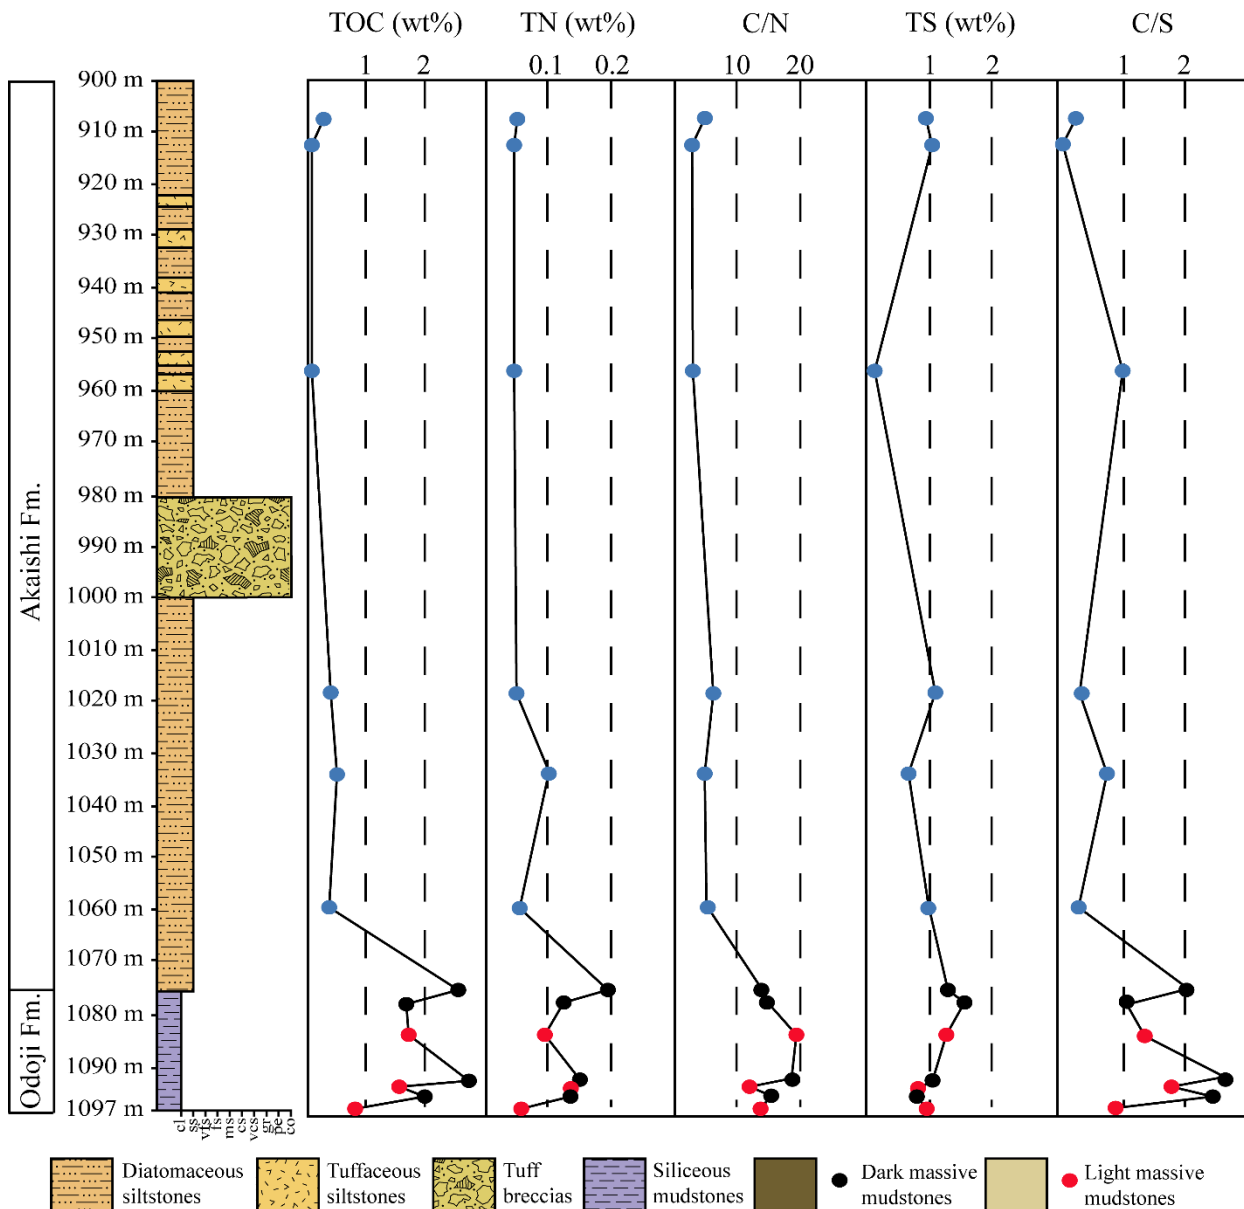 TOC (wt%) TN (wt%) C/N TS (wt%) C/S
1 2 0.1 0.2 10 20 1 2 1 2
900 m
910 m
920 m
930 m
940 m
950 m
960 m
970 m
980 m
990 m
1000 m
1010 m
1020 m
1030 m
1040 m
1050 m
1060 m
1070 m
1080 m
1090 m
1097 m
Akaishi Fm.
Odoji Fm.
cl
ss
vfs
fs
ms
cs
vcs
gr
pe
co
Diatomaceous
siltstones
Tuffaceous
siltstones
Tuff
breccias
Siliceous
mudstones
Dark massive
mudstones
Light massive
mudstones